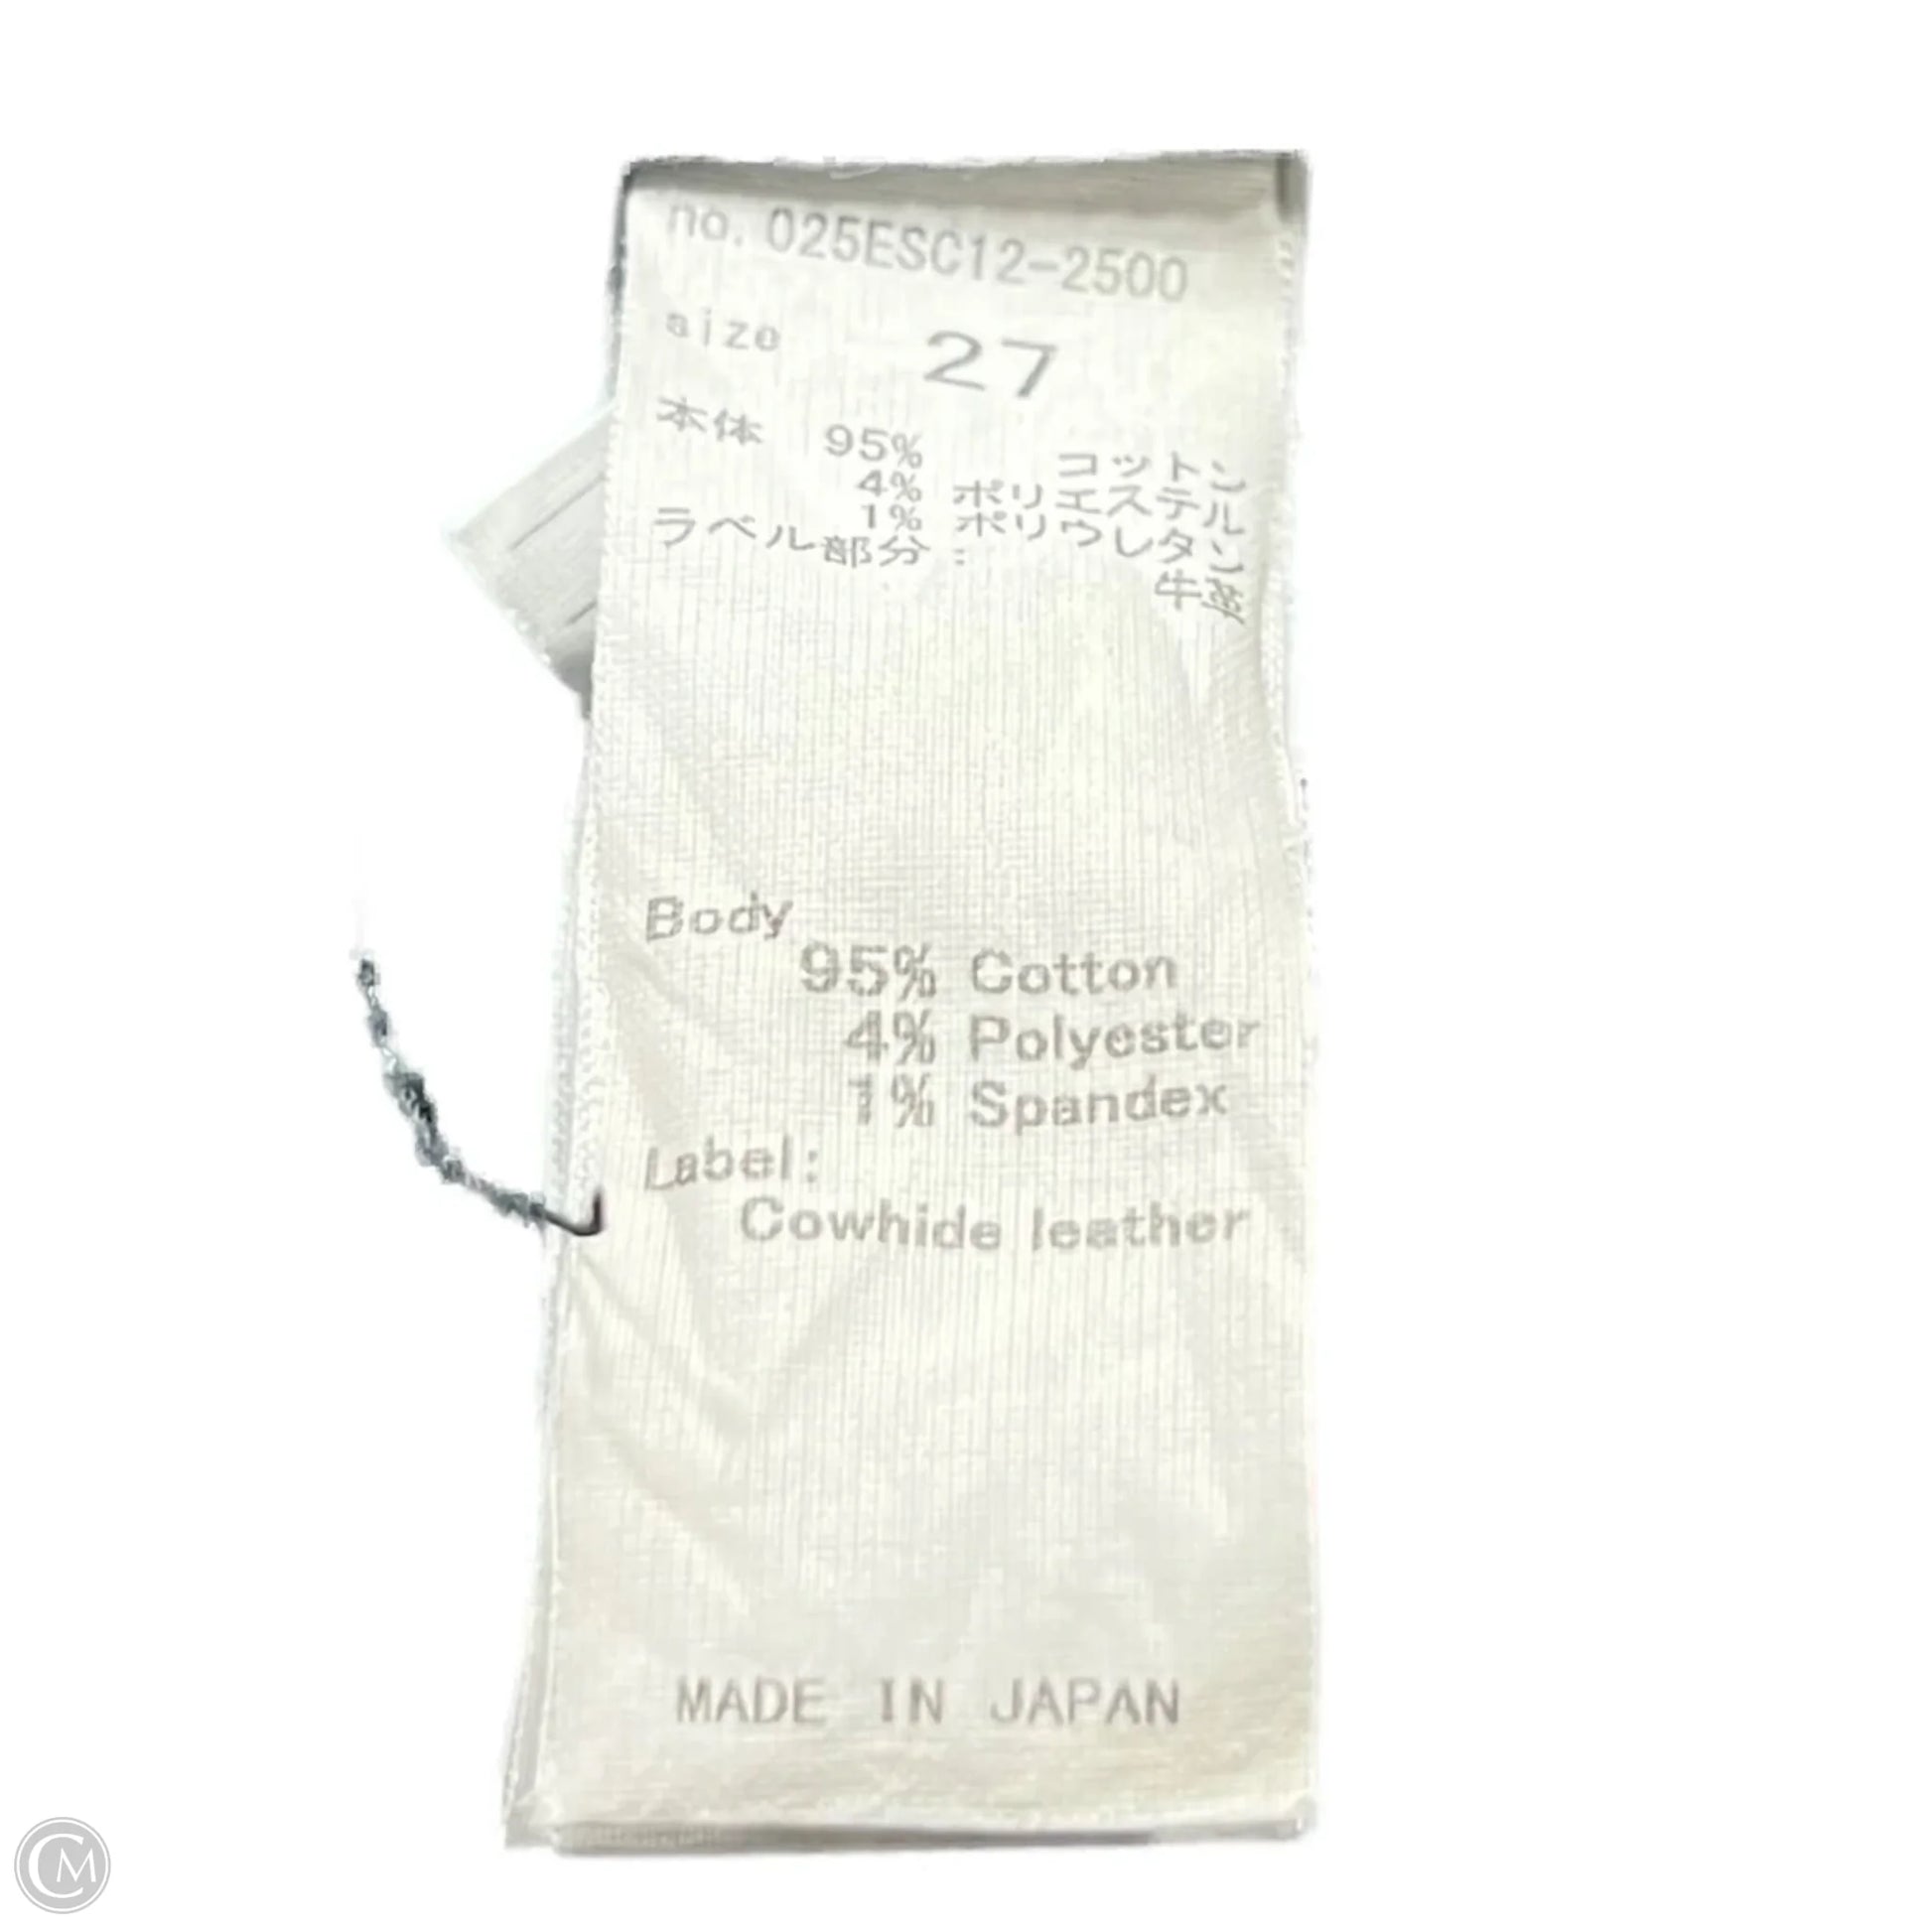 no. 025ESC12-2500
size 27
本体 95% コットン
4% ポリエステル
1% ポリウレタン
ラベル部分:
牛革
Body
95% Cotton
4% Polyester
1% Spandex
Label:
Cowhide leather
MADE IN JAPAN
CM